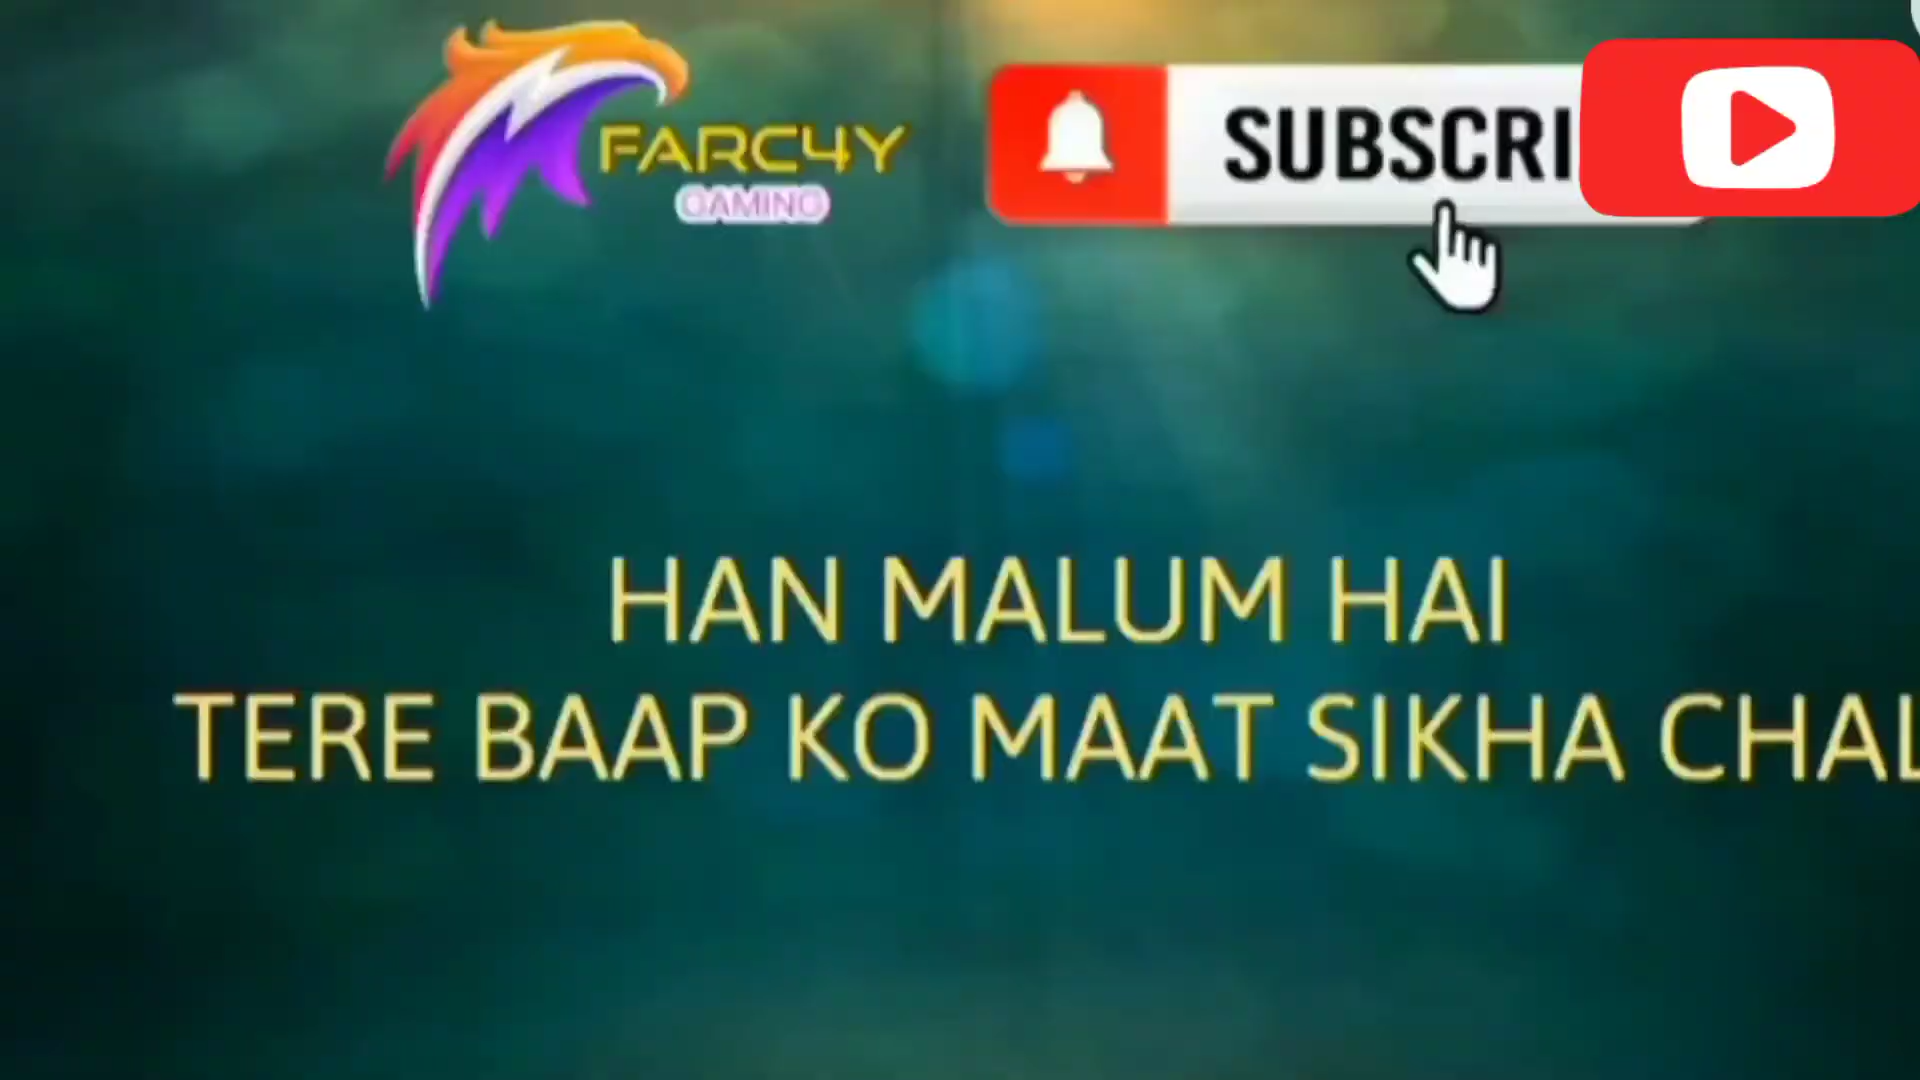 FARC4Y
GAMING
SUBSCRI
HAN MALUM HAI
TERE BAAP KO MAAT SIKHA CHAL